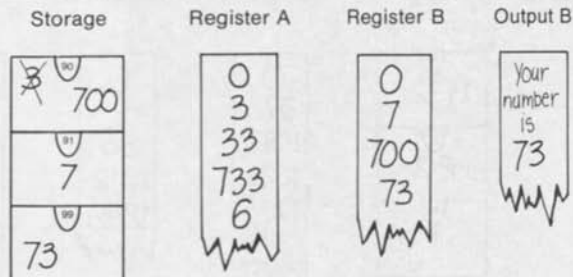 Storage
90
3 700
91
7
99
73
Register A
0
3
33
733
6
Register B
0
7
700
73
Output B
Your
number
is
73